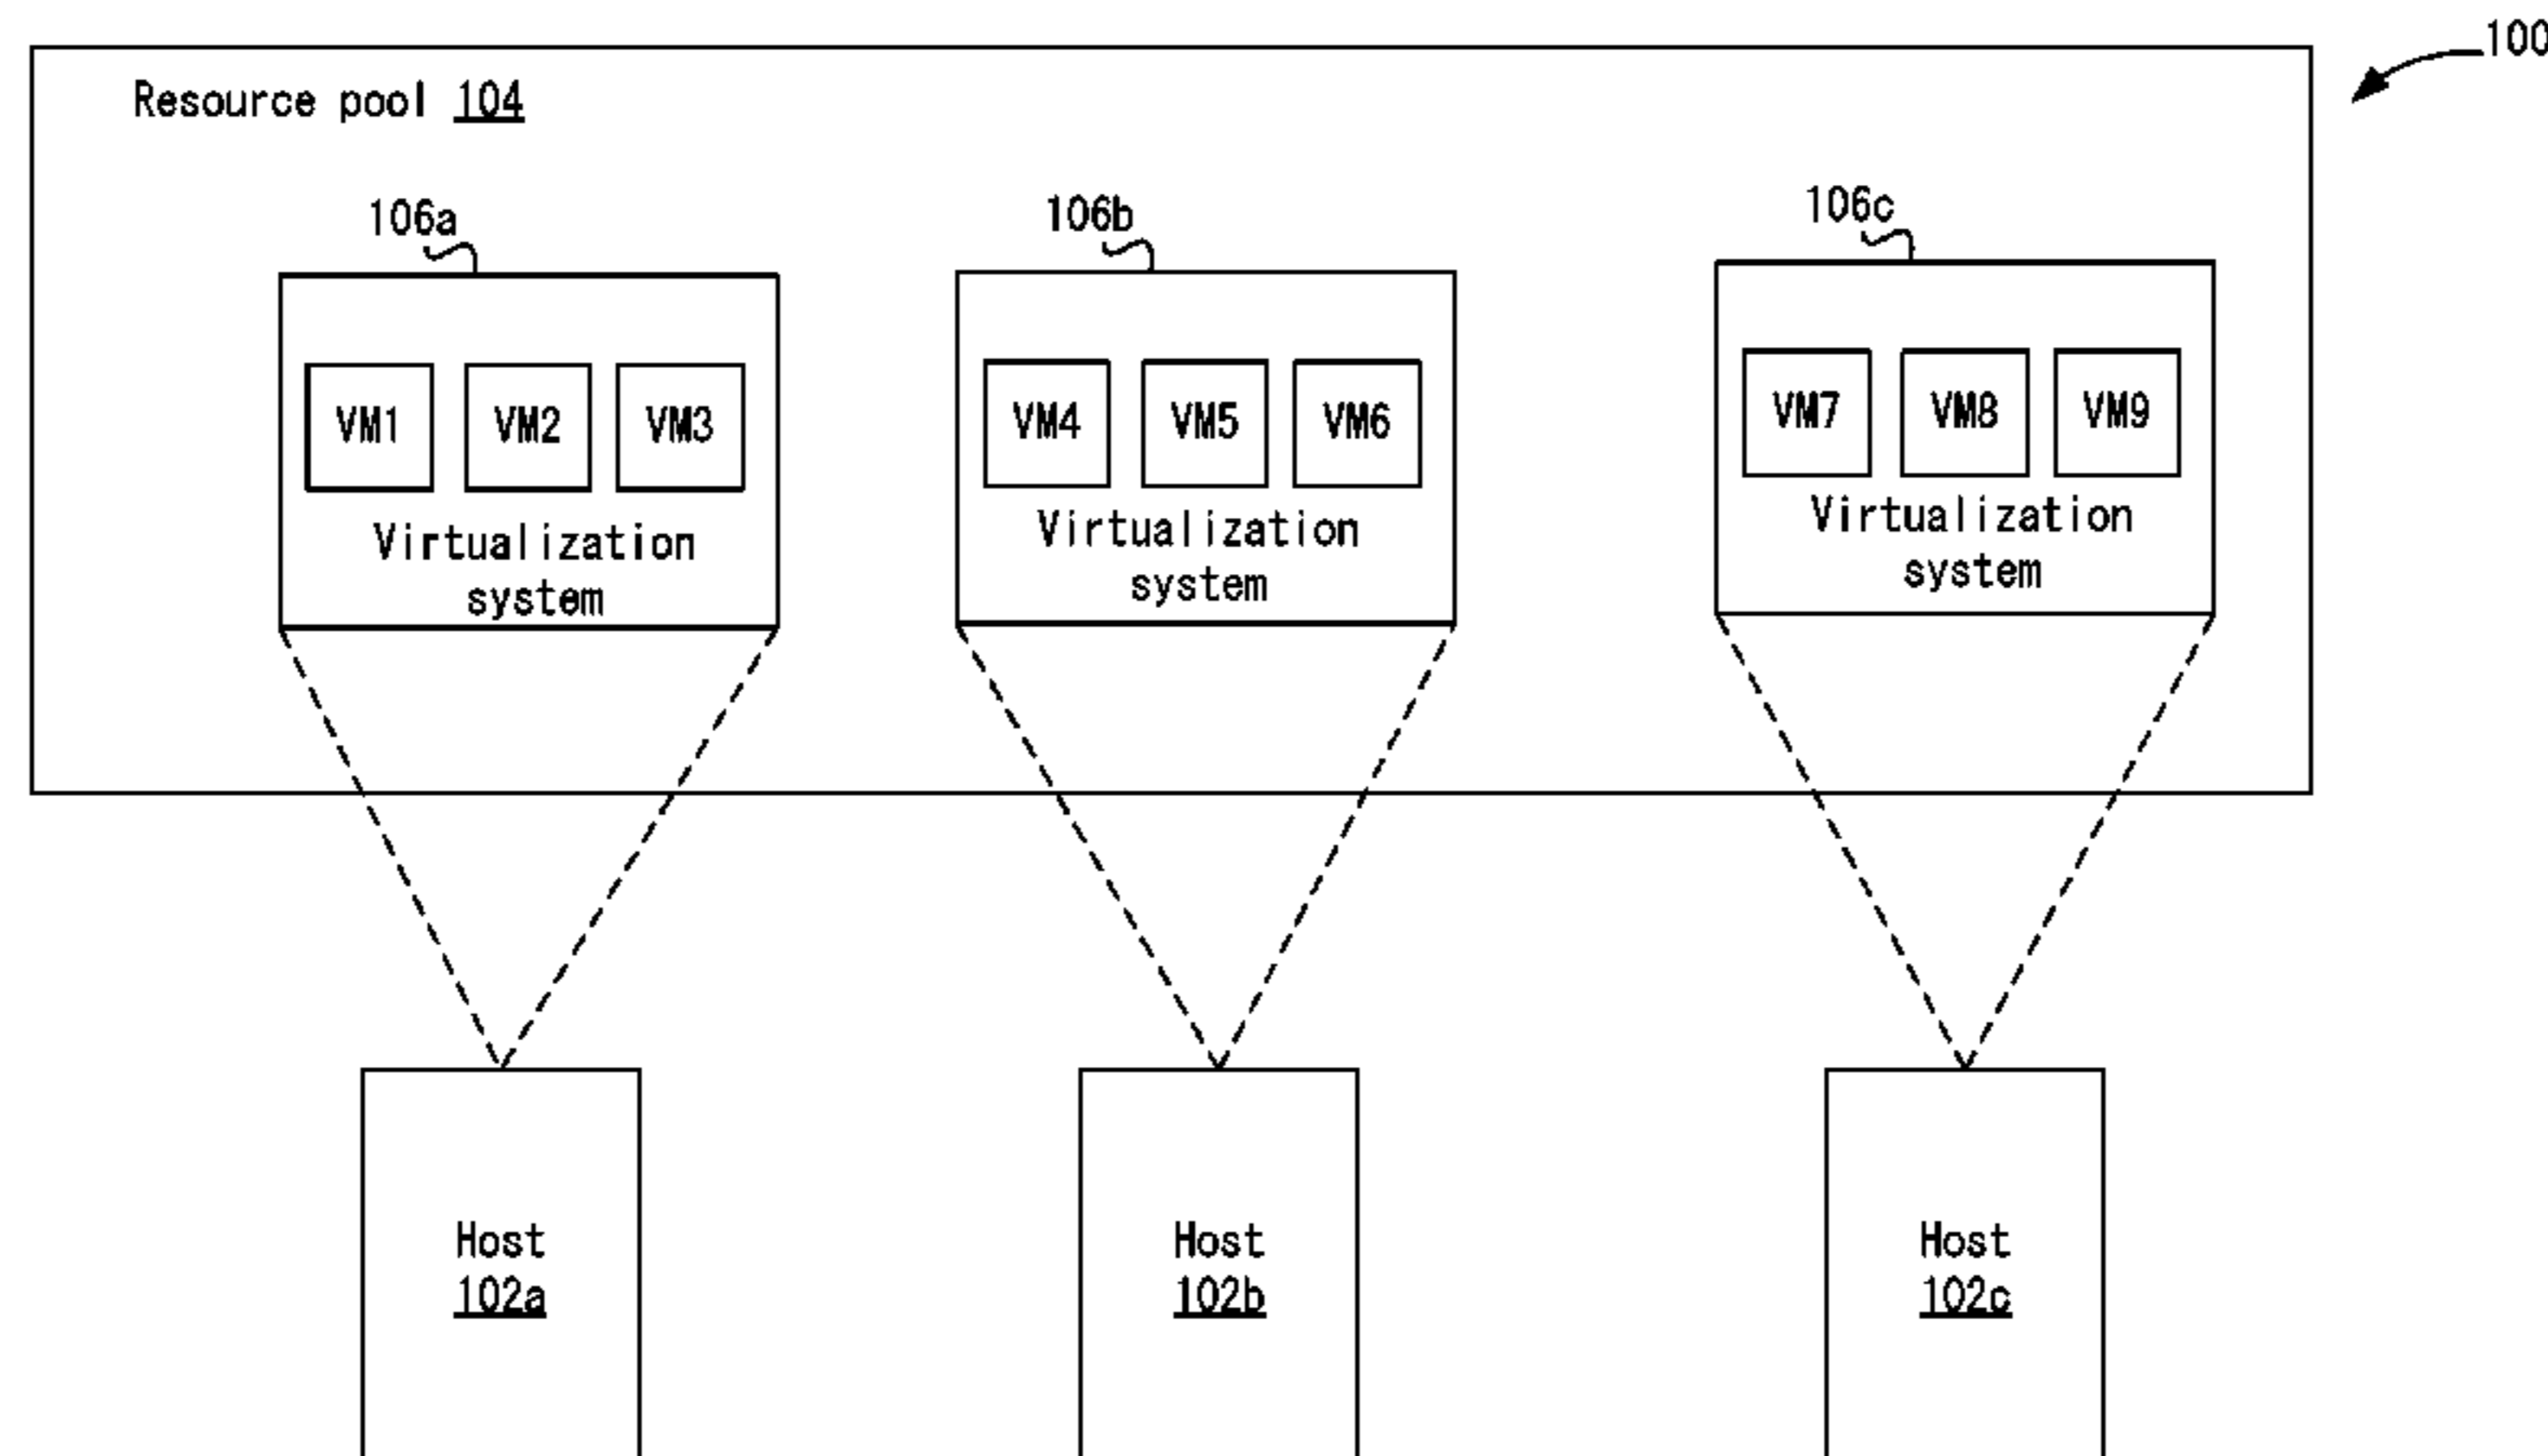 100
Resource pool 104
106a
106b
106c
VM1 VM2 VM3
VM4 VM5 VM6
VM7 VM8 VM9
Virtualization
system
Virtualization
system
Virtualization
system
Host
102a
Host
102b
Host
102c